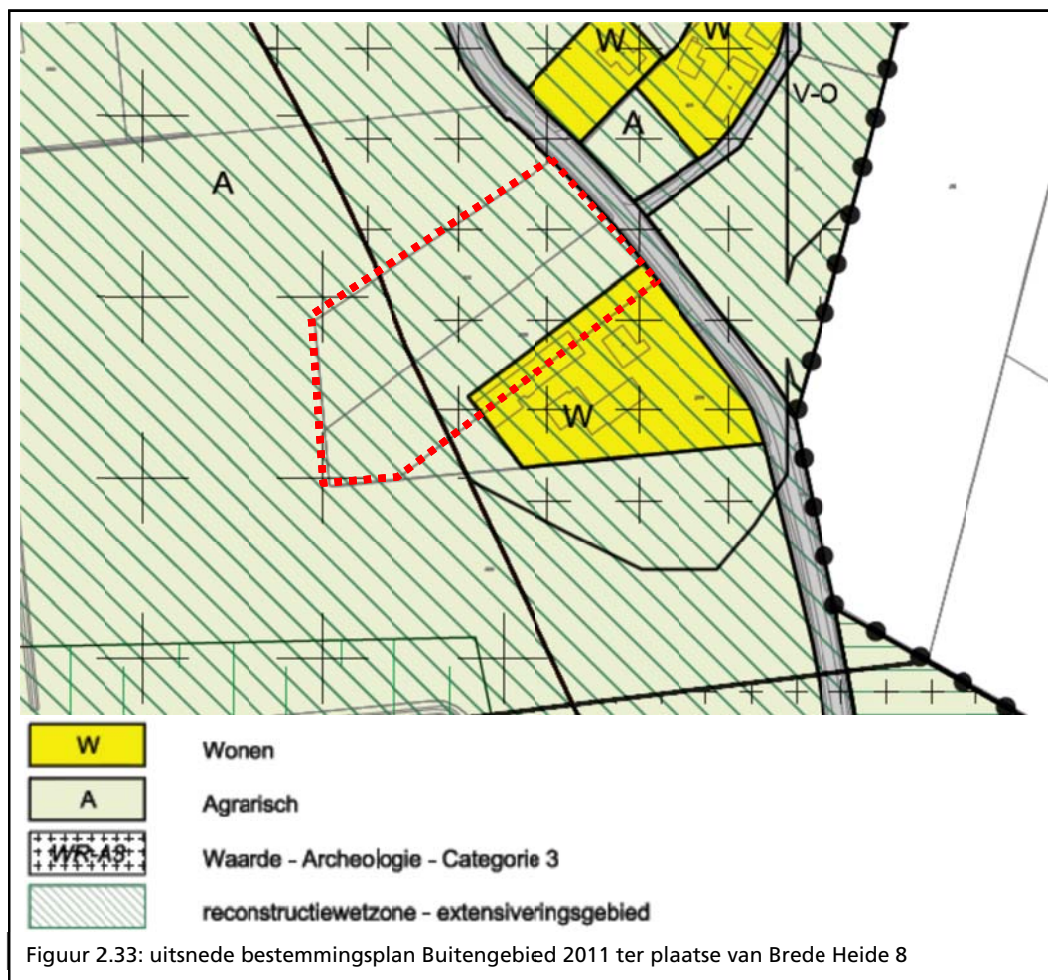 W
W
V-O
A
A
W
W
Wonen
A
Agrarisch
WR-A3
Waarde - Archeologie - Categorie 3
reconstructiewetzone - extensiveringsgebied
Figuur 2.33: uitsnede bestemmingsplan Buitengebied 2011 ter plaatse van Brede Heide 8